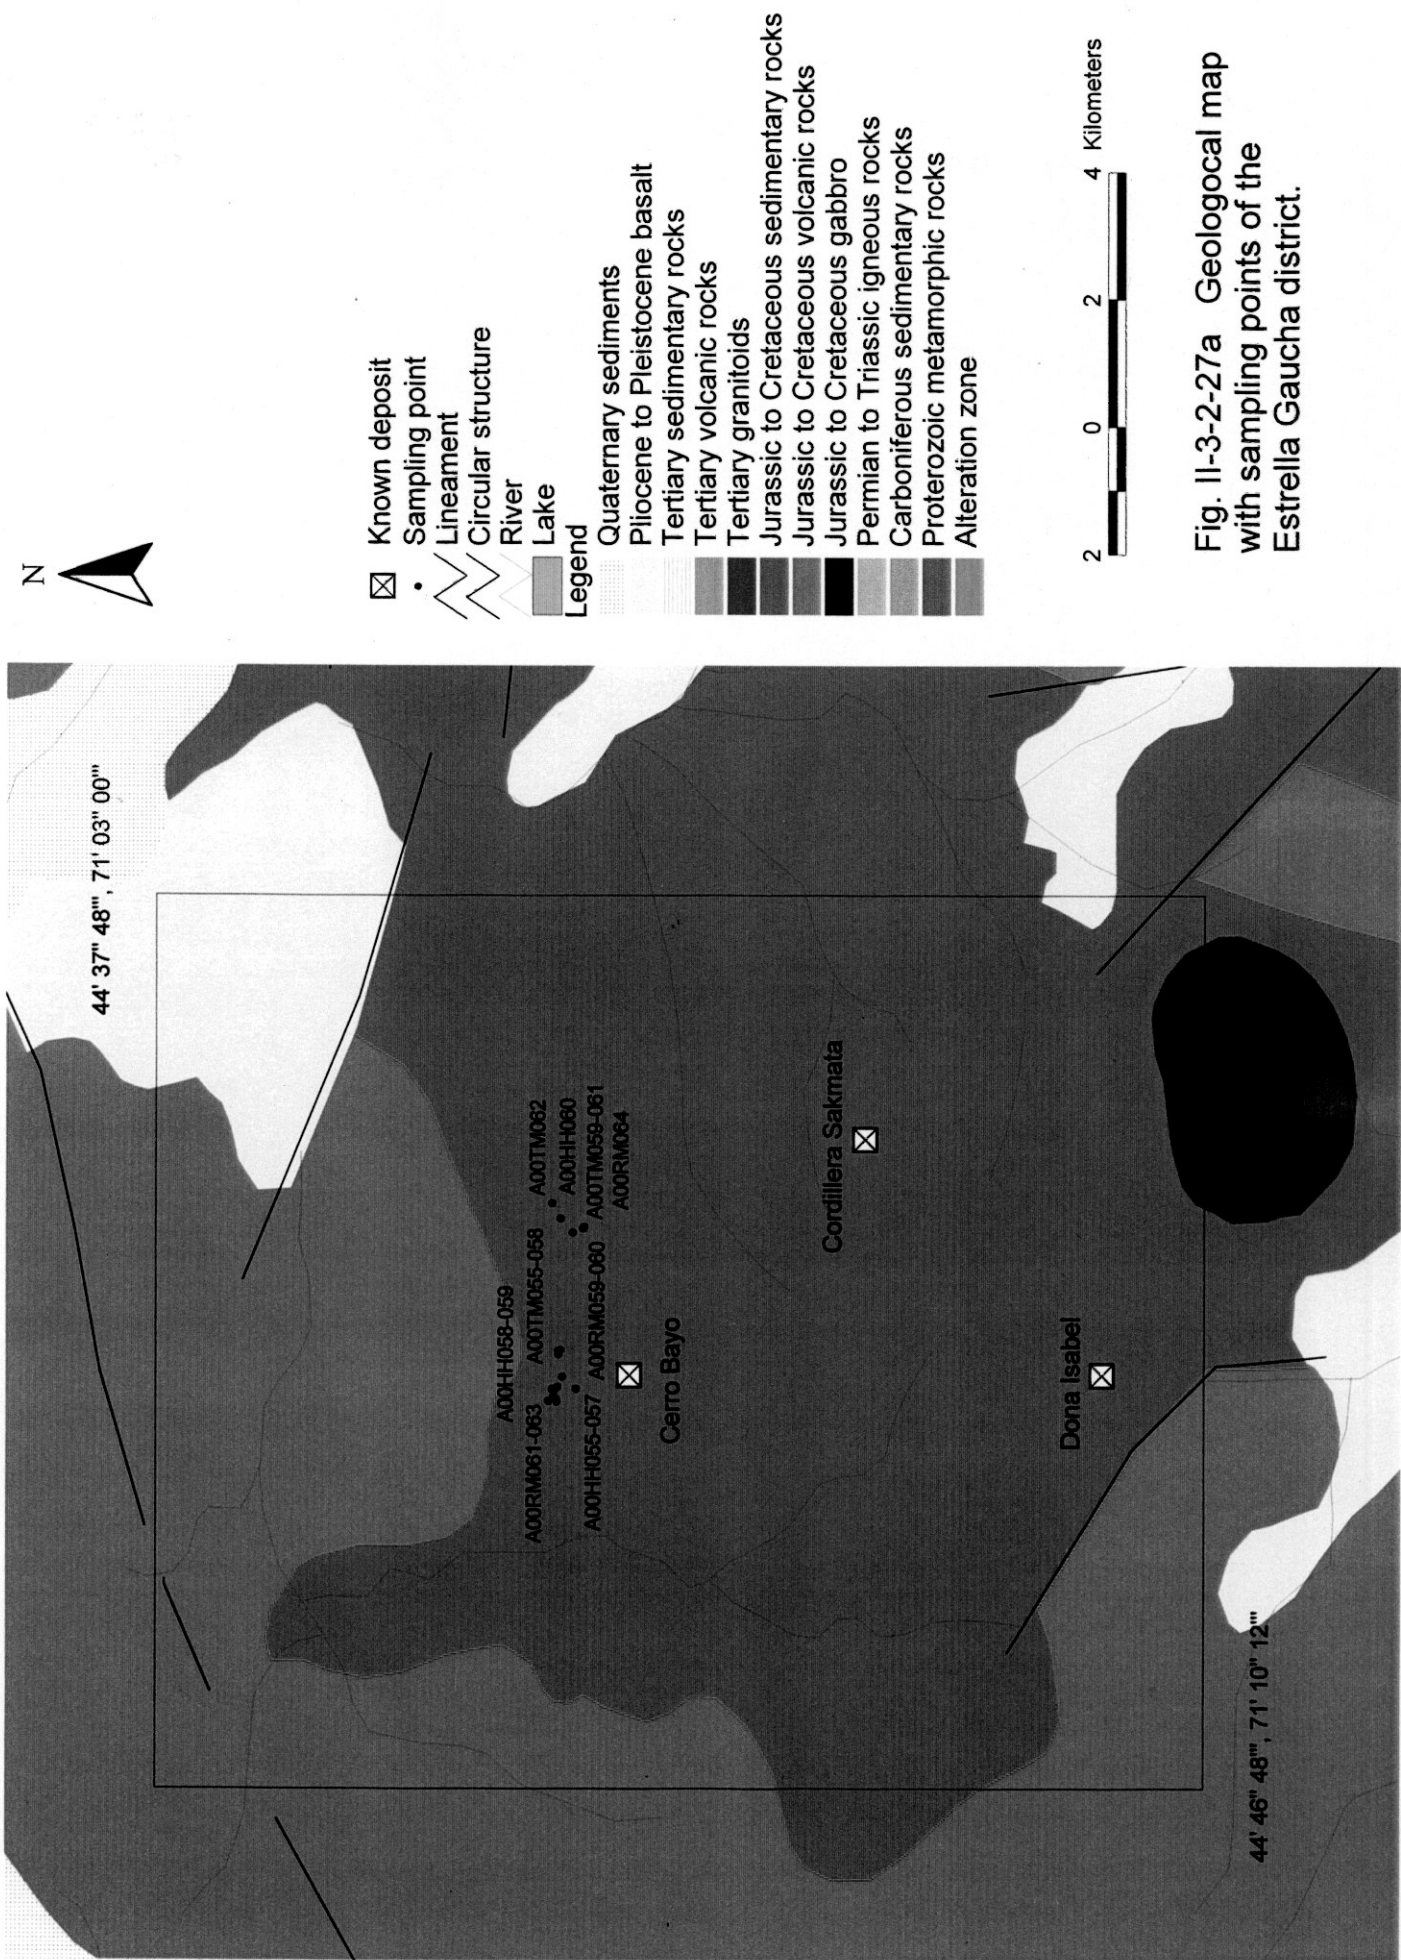 44' 37" 48''', 71' 03" 00'''
A00HH058-059
A00RM061-063
A00TM055-058
A00TM062
A00HH060
A00HH055-057
A00RM059-060
A00TM059-061
A00RM064
Cerro Bayo
Cordillera Sakmata
Dona Isabel
44' 46" 48''', 71' 10" 12'''
N
Known deposit
Sampling point
Lineament
Circular structure
River
Lake
Legend
Quaternary sediments
Pliocene to Pleistocene basalt
Tertiary sedimentary rocks
Tertiary volcanic rocks
Tertiary granitoids
Jurassic to Cretaceous sedimentary rocks
Jurassic to Cretaceous volcanic rocks
Jurassic to Cretaceous gabbro
Permian to Triassic igneous rocks
Carboniferous sedimentary rocks
Proterozoic metamorphic rocks
Alteration zone
2 0 2 4 Kilometers
Fig. III-3-2-27a Geologocal map
with sampling points of the
Estrella Gaucha district.